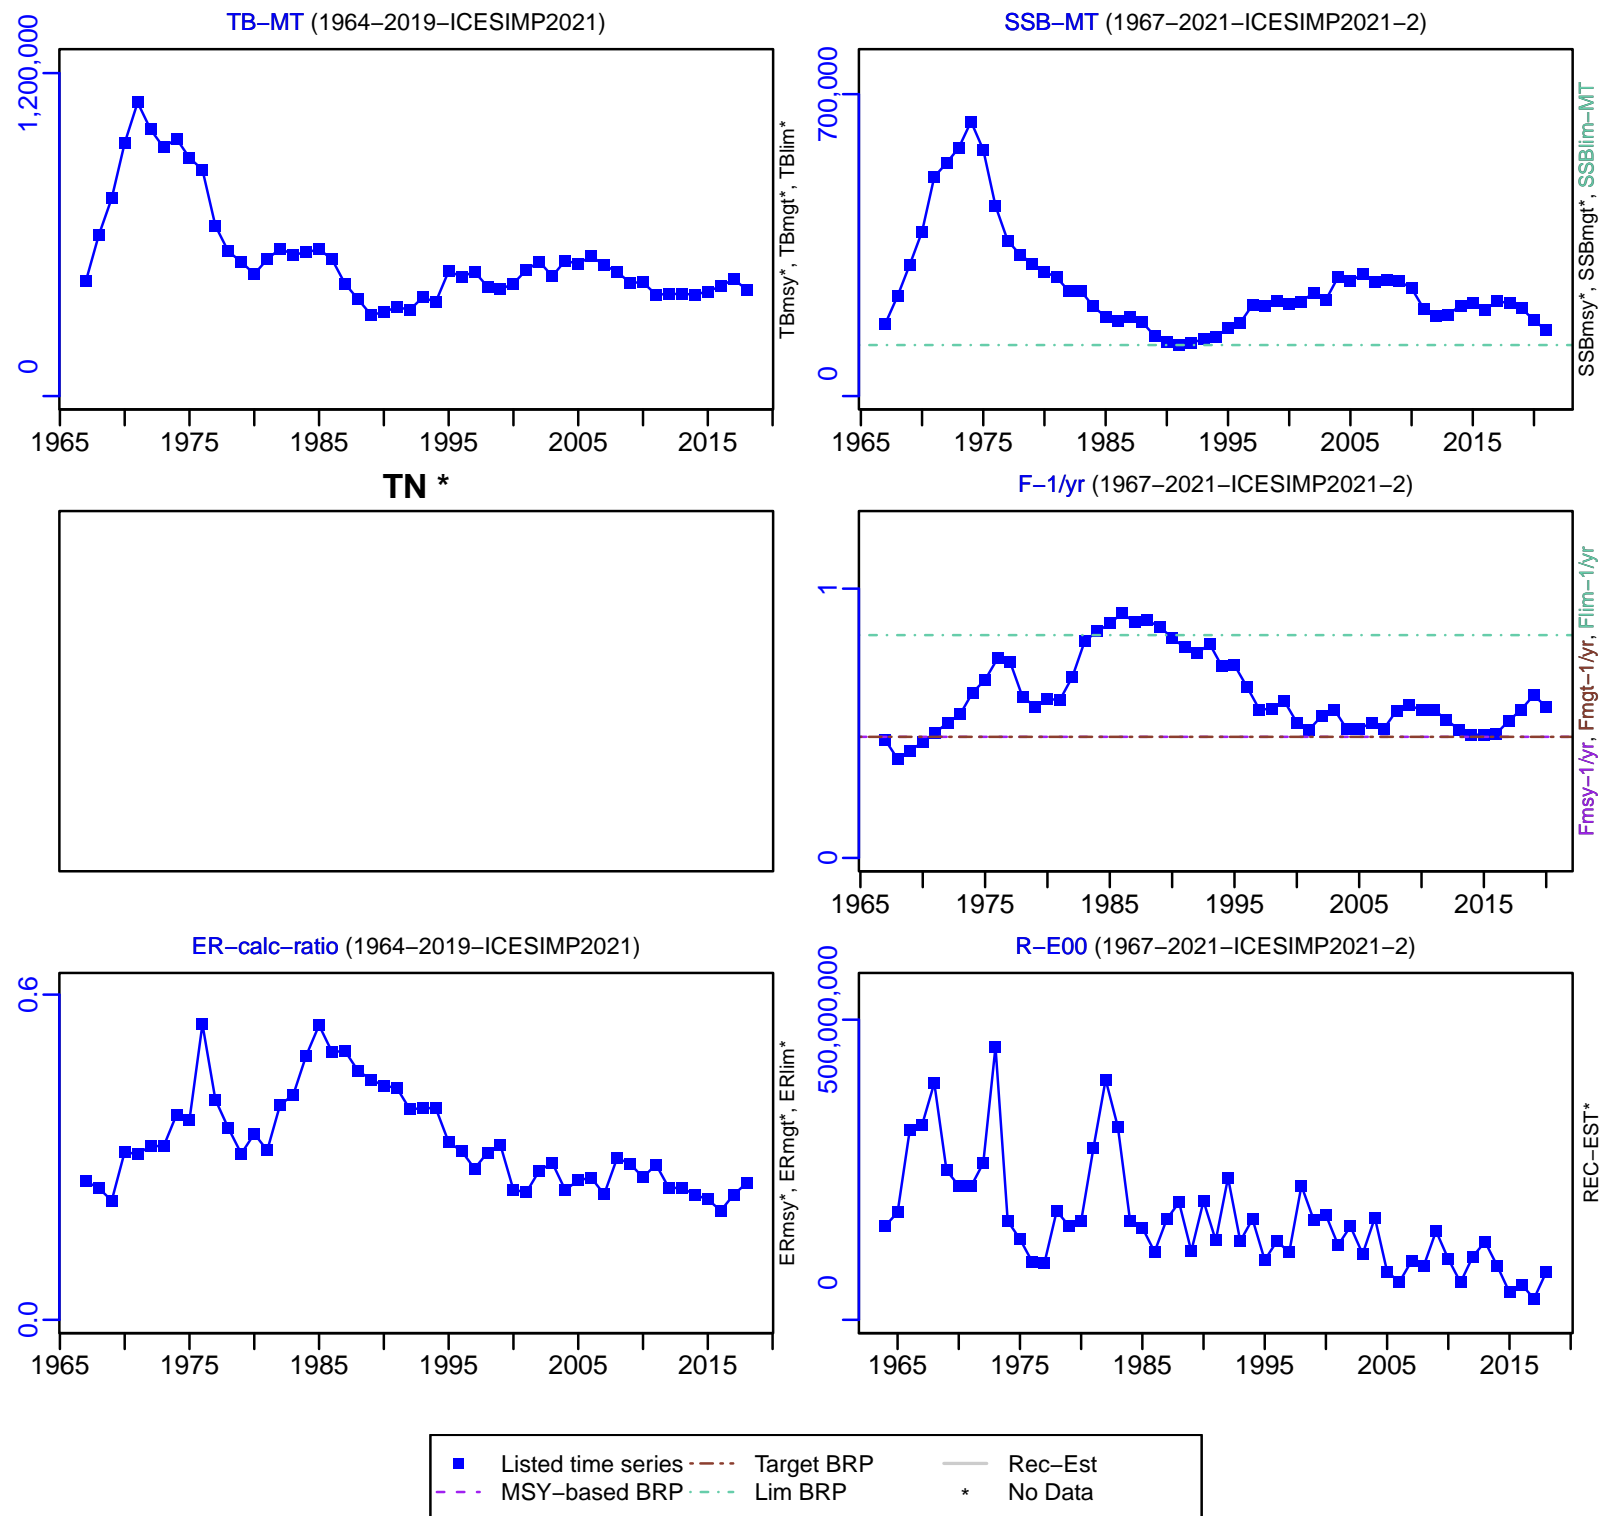 TB−MT (1964−2019−ICESIMP2021)
1,200,000
0
1965 1975 1985 1995 2005 2015
TBmsy*, TBmgt*, TBlim*
SSB−MT (1967−2021−ICESIMP2021−2)
700,000
0
1965 1975 1985 1995 2005 2015
SSBmsy*, SSBmgt*, SSBlim−MT
TN *
F−1/yr (1967−2021−ICESIMP2021−2)
1
0
1965 1975 1985 1995 2005 2015
Fmsy−1/yr, Fmgt−1/yr, Flim−1/yr
ER−calc−ratio (1964−2019−ICESIMP2021)
0.6
0.0
1965 1975 1985 1995 2005 2015
ERmsy*, ERmgt*, ERlim*
R−E00 (1967−2021−ICESIMP2021−2)
500,000,000
0
1965 1975 1985 1995 2005 2015
REC−EST*
Listed time series Target BRP Rec−Est
MSY−based BRP Lim BRP * No Data